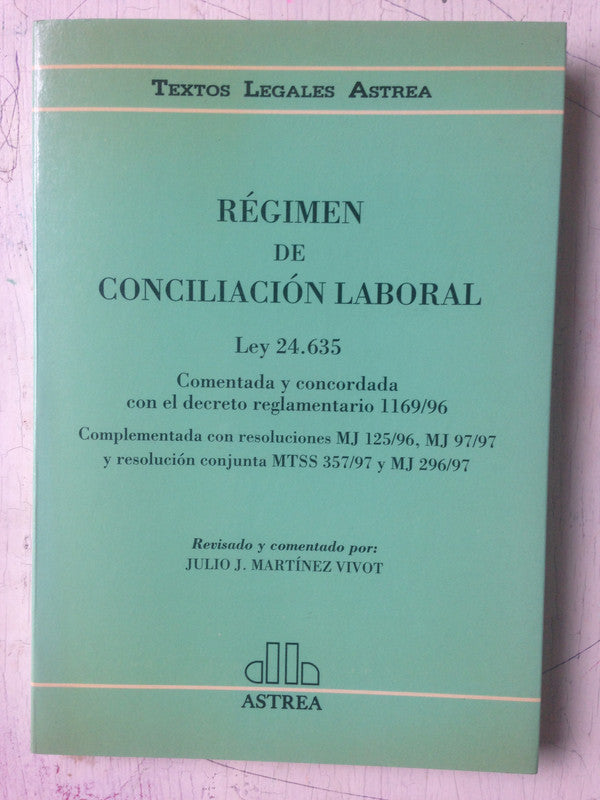 TEXTOS LEGALES ASTREA
RÉGIMEN
DE
CONCILIACIÓN LABORAL
Ley 24.635
Comentada y concordada
con el decreto reglamentario 1169/96
Complementada con resoluciones MJ 125/96, MJ 97/97
y resolución conjunta MTSS 357/97 y MJ 296/97
Revisado y comentado por:
JULIO J. MARTÍNEZ VIVOT
ASTREA